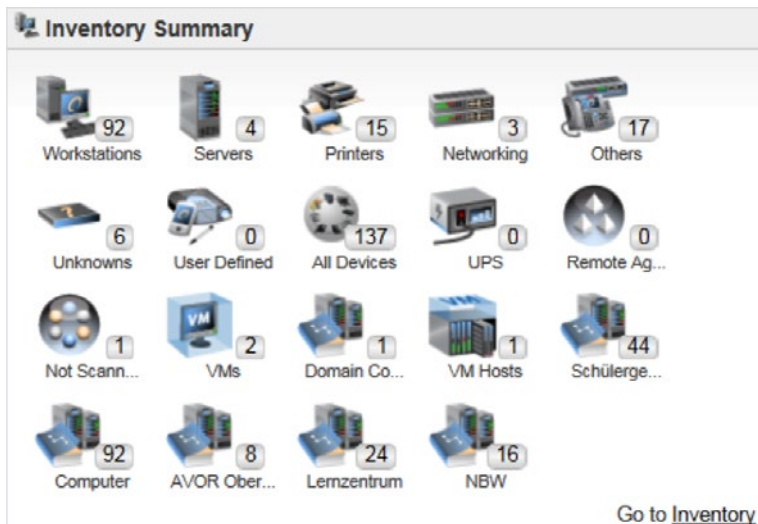 Inventory Summary
92 4 15 3 17
Workstations Servers Printers Networking Others
6 0 137 0 0
Unknowns User Defined All Devices UPS Remote Ag...
VM VM
1 2 1 1 44
Not Scann... VMs Domain Co... VM Hosts Schülerge...
92 8 24 16
Computer AVOR Ober... Lernzentrum NBW
Go to Inventory